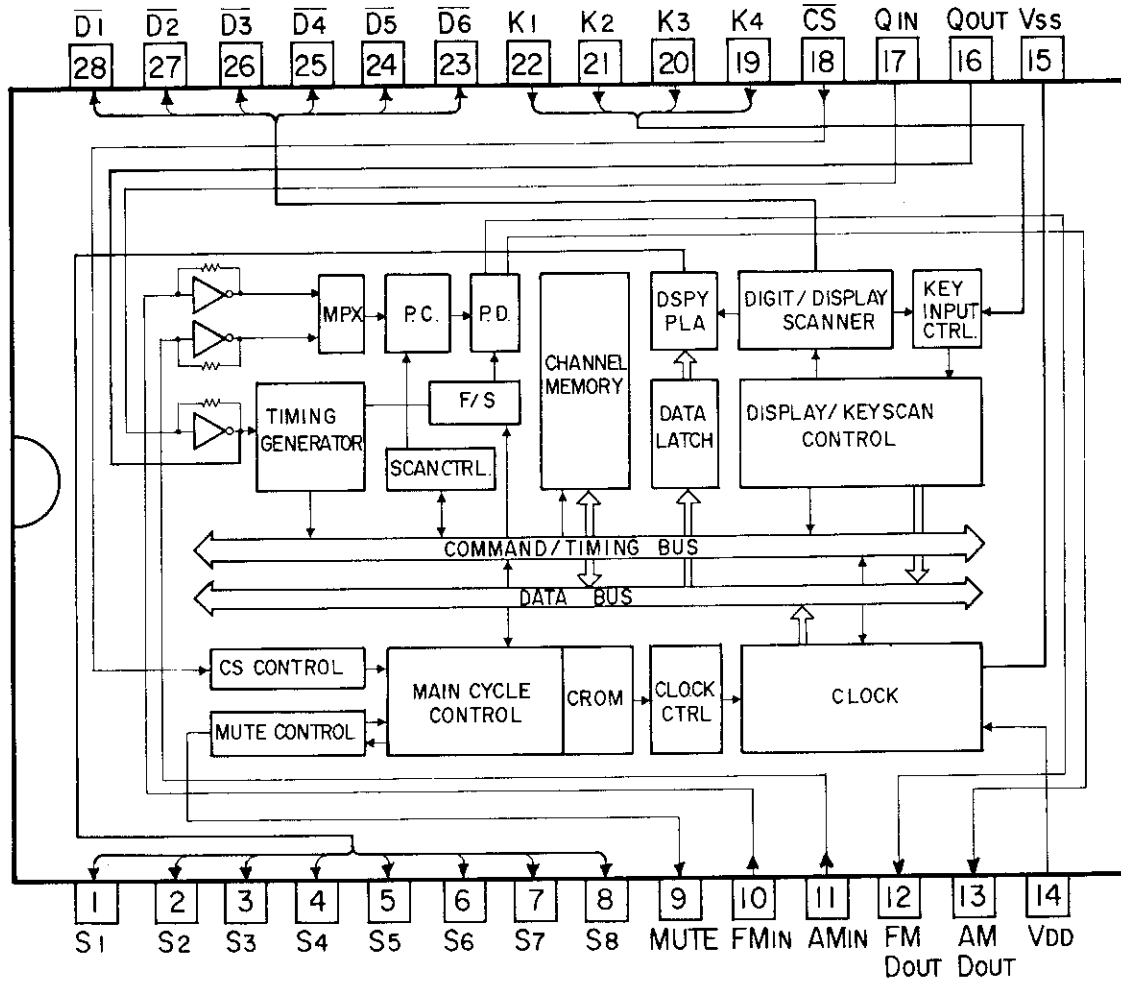 D1 D2 D3 D4 D5 D6 K1 K2 K3 K4 CS QIN QOUT VSS
28 27 26 25 24 23 22 21 20 19 18 17 16 15
MPX
P.C.
P.D.
CHANNEL
MEMORY
DSPY
PLA
DIGIT/DISPLAY
SCANNER
KEY
INPUT
CTRL.
TIMING
GENERATOR
F/S
SCAN CTRL.
DATA
LATCH
DISPLAY/KEYSCAN
CONTROL
COMMAND/TIMING BUS
DATA BUS
CS CONTROL
MUTE CONTROL
MAIN CYCLE
CONTROL
CROM
CLOCK
CTRL
CLOCK
1 2 3 4 5 6 7 8 9 10 11 12 13 14
S1 S2 S3 S4 S5 S6 S7 S8 MUTE FMIN AMIN FM AM VDD
DOUT DOUT